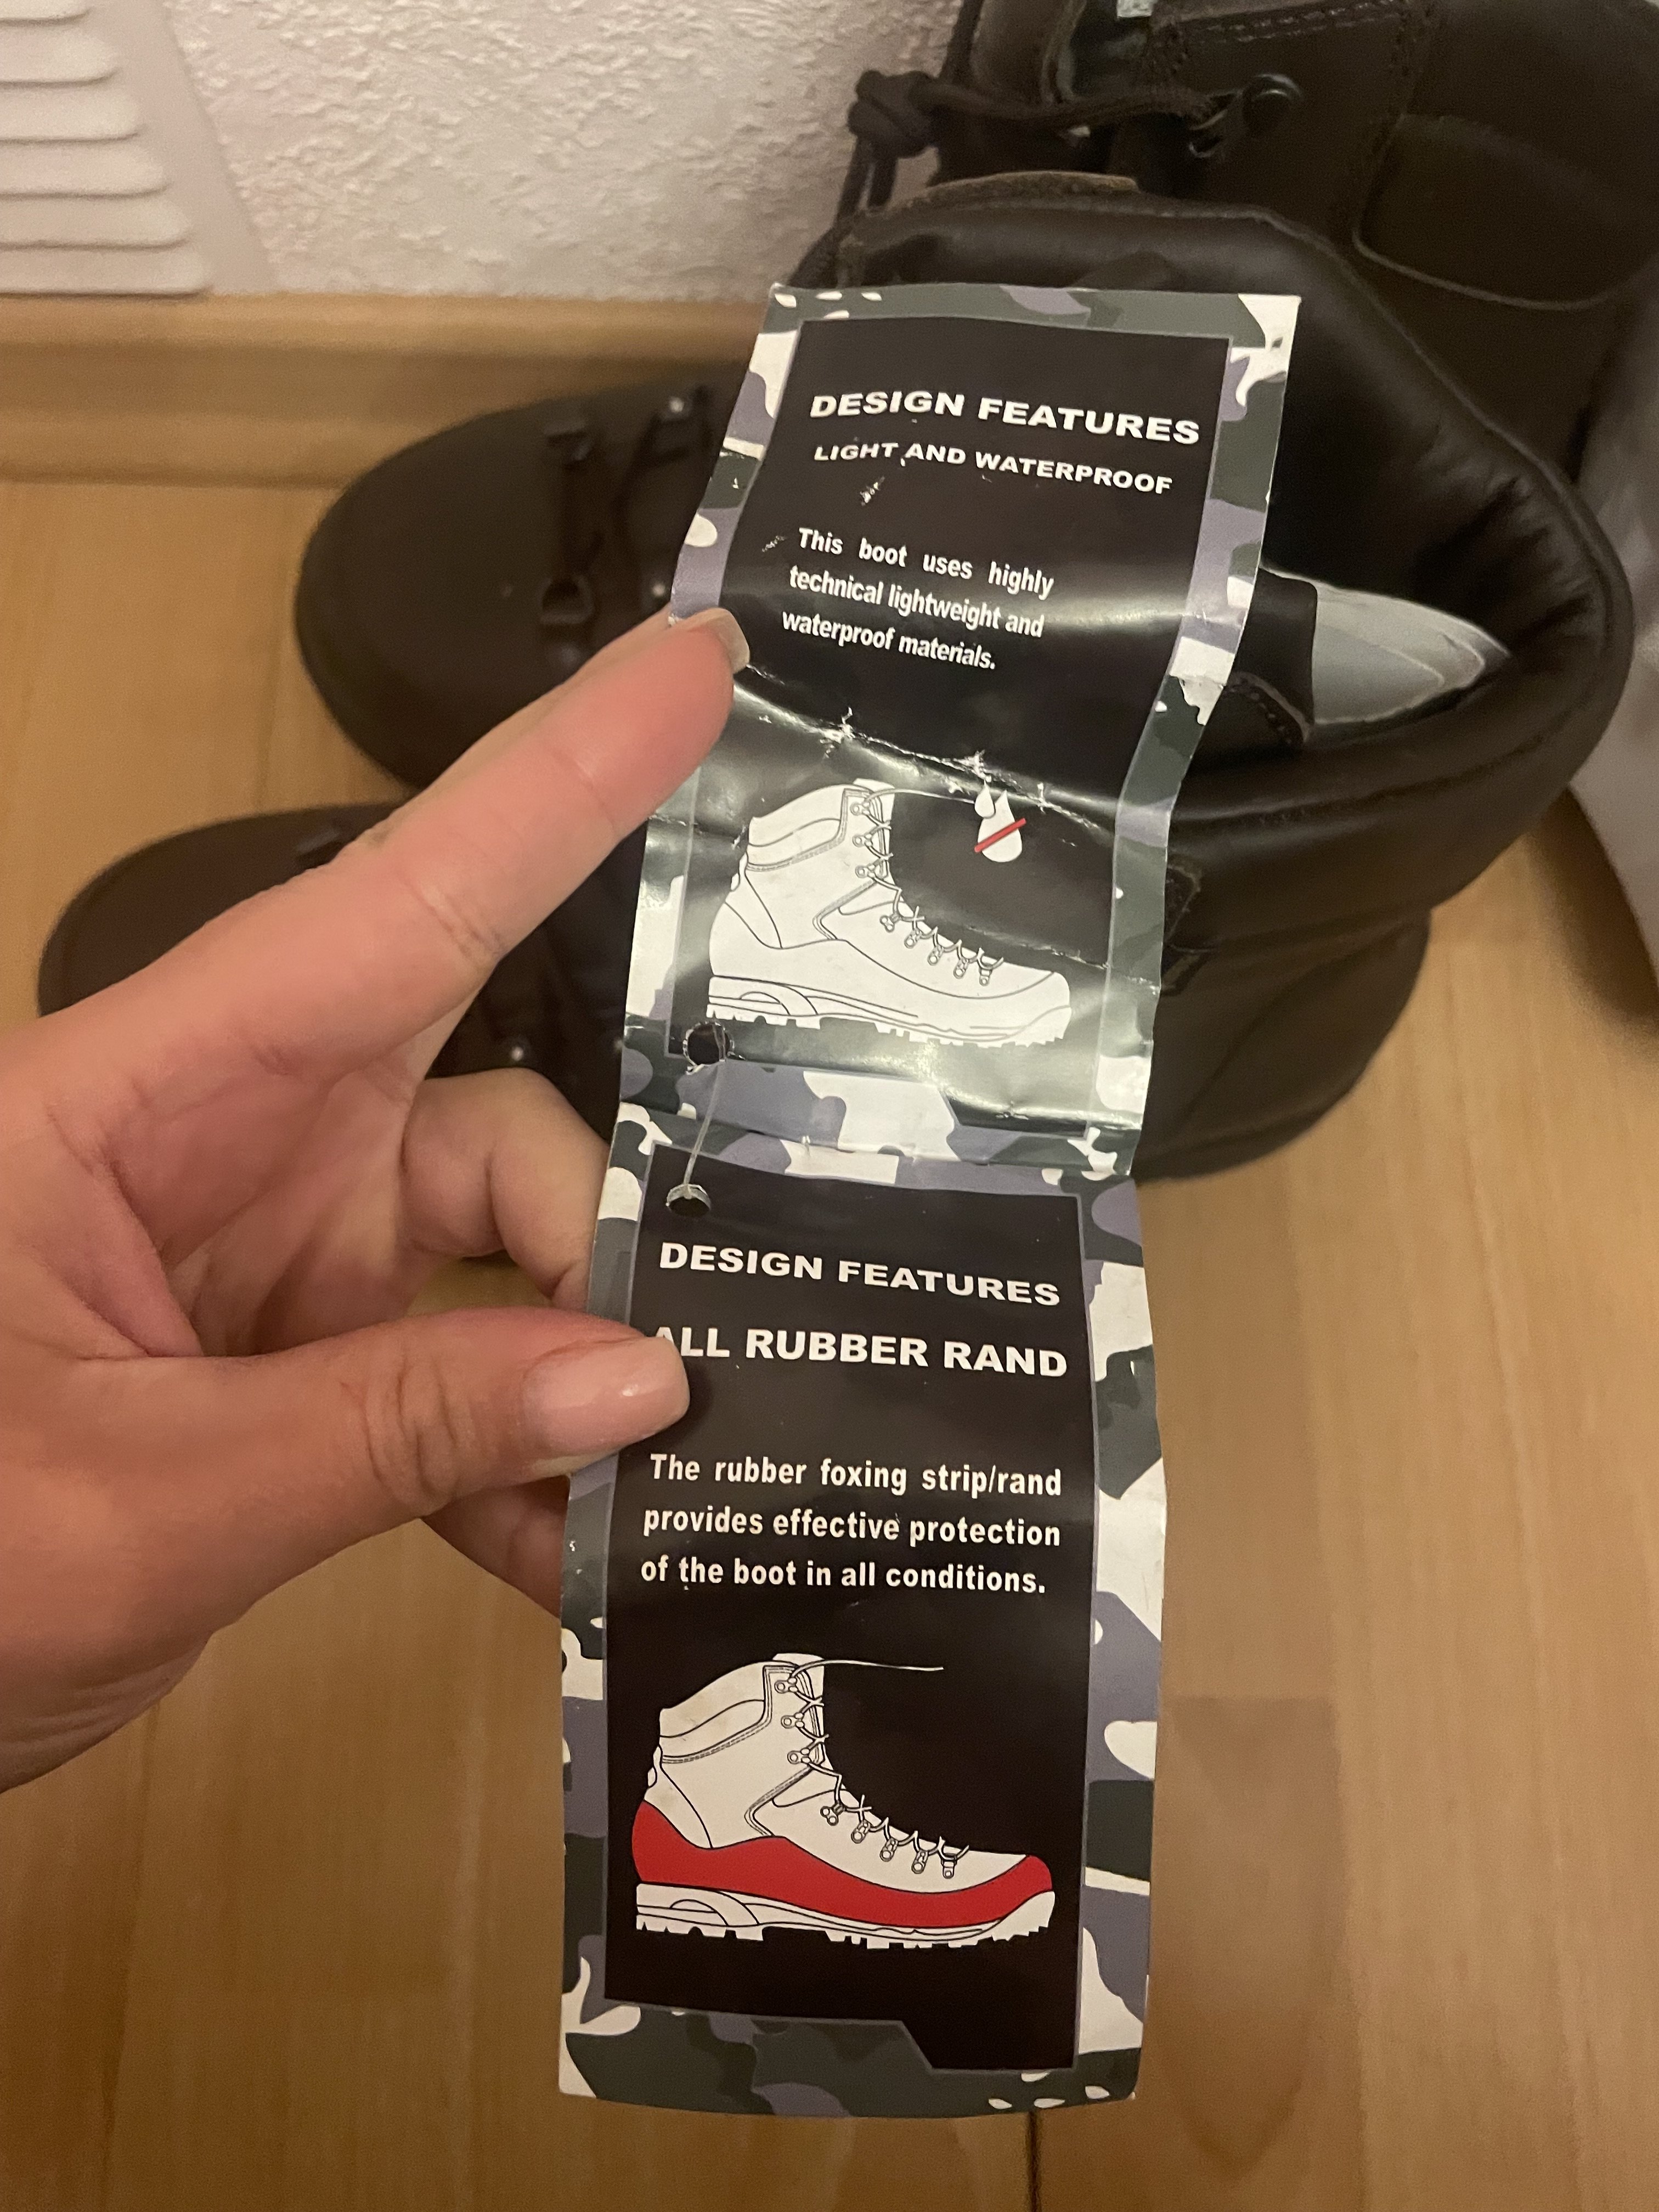 DESIGN FEATURES
LIGHT AND WATERPROOF
This boot uses highly
technical lightweight and
waterproof materials.
DESIGN FEATURES
ALL RUBBER RAND
The rubber foxing strip/rand
provides effective protection
of the boot in all conditions.